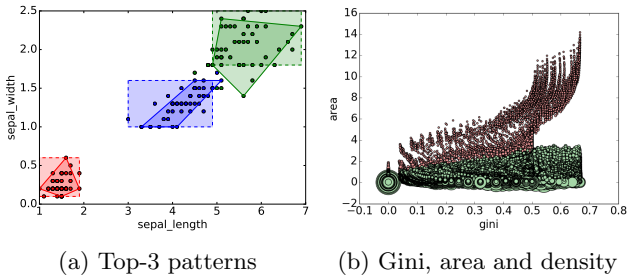 2.5
2.0
1.5
1.0
0.5
0.0
sepal_width
1 2 3 4 5 6 7
sepal_length
16
14
12
10
8
6
4
2
0
−2
area
−0.1 0.0 0.1 0.2 0.3 0.4 0.5 0.6 0.7 0.8
gini
(a) Top-3 patterns
(b) Gini, area and density